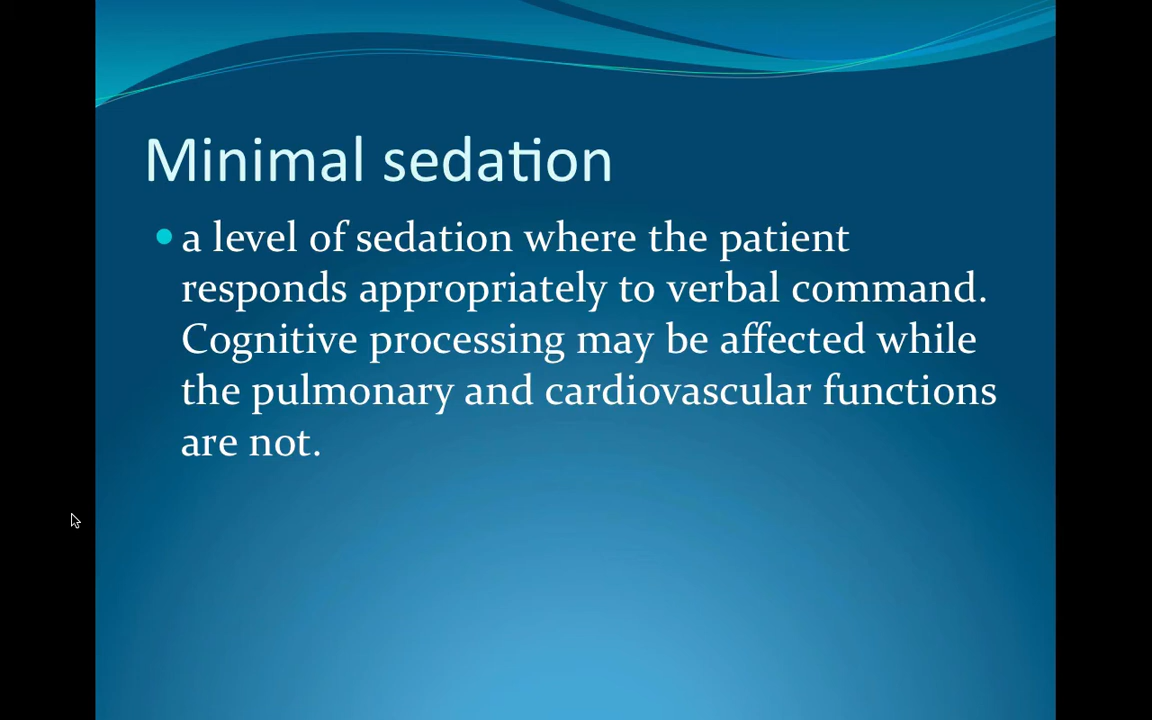 Minimal sedation
• a level of sedation where the patient
responds appropriately to verbal command.
Cognitive processing may be affected while
the pulmonary and cardiovascular functions
are not.